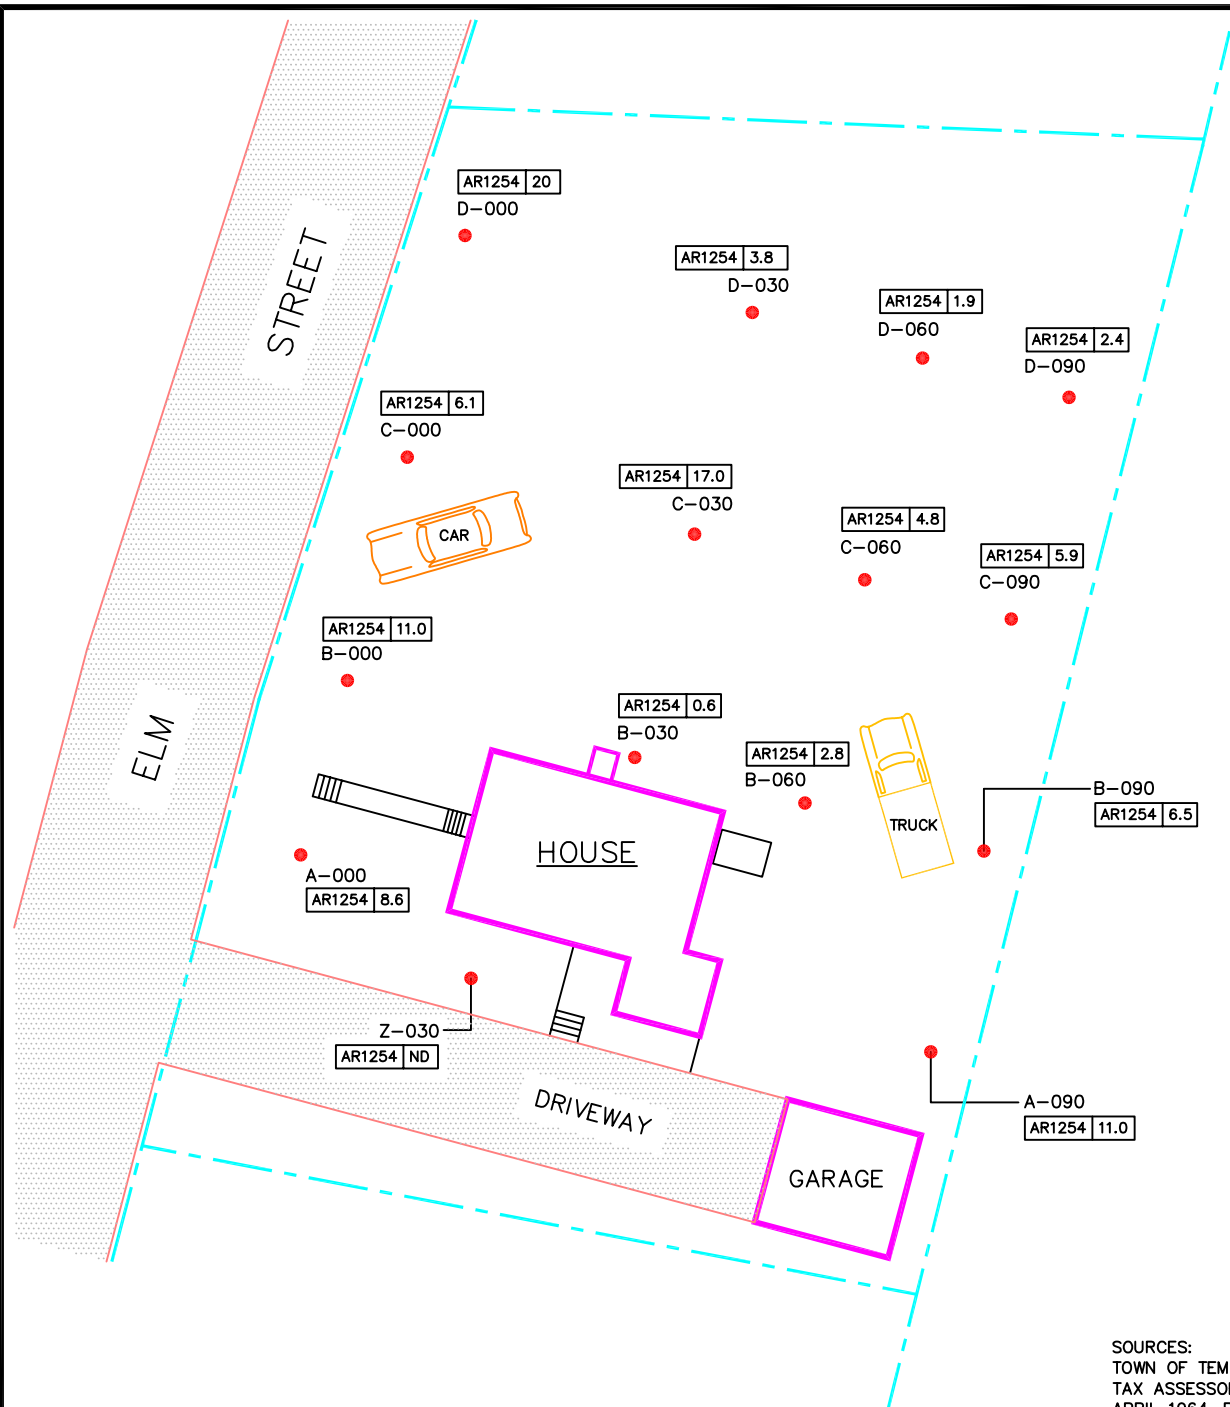 AR1254 20
D-000
AR1254 3.8
D-030
AR1254 1.9
D-060
AR1254 2.4
D-090
STREET
AR1254 6.1
C-000
AR1254 17.0
C-030
AR1254 4.8
C-060
AR1254 5.9
C-090
CAR
AR1254 11.0
B-000
AR1254 0.6
B-030
AR1254 2.8
B-060
ELM
B-090
AR1254 6.5
TRUCK
HOUSE
A-000
AR1254 8.6
Z-030
AR1254 ND
DRIVEWAY
A-090
AR1254 11.0
GARAGE
SOURCES:
TOWN OF TEM
TAX ASSESSO